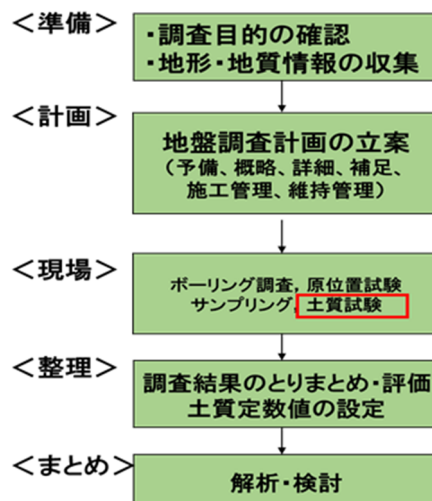 ＜準備＞
・調査目的の確認
・地形・地質情報の収集
＜計画＞
地盤調査計画の立案
（予備、概略、詳細、補足、
施工管理、維持管理）
＜現場＞
ボーリング調査, 原位置試験
サンプリング, 土質試験
＜整理＞
調査結果のとりまとめ・評価
土質定数値の設定
＜まとめ＞
解析・検討